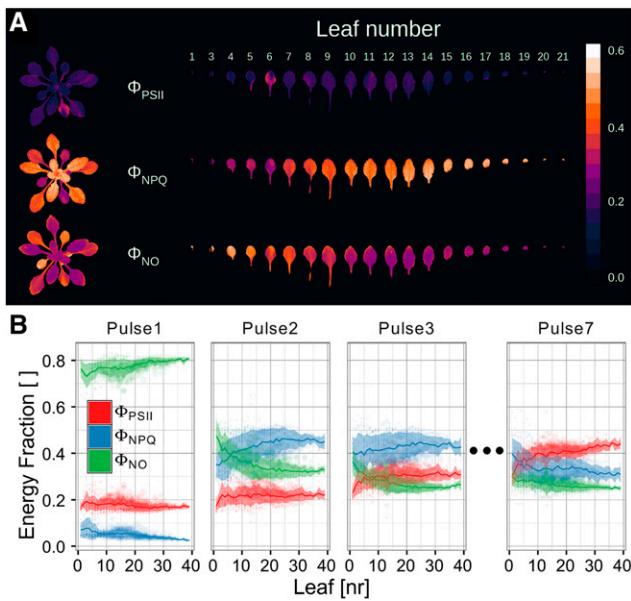 A
Leaf number
1 2 3 4 5 6 7 8 9 10 11 12 13 14 15 16 17 18 19 20 21
ΦPSII
ΦNPQ
ΦNO
0.6
0.4
0.2
0.0
B
Pulse1 Pulse2 Pulse3 Pulse7
Energy Fraction [ ]
0.8
0.6
0.4
0.2
0.0
ΦPSII
ΦNPQ
ΦNO
0 10 20 30 40 0 10 20 30 40 0 10 20 30 40 0 10 20 30 40
Leaf [nr]